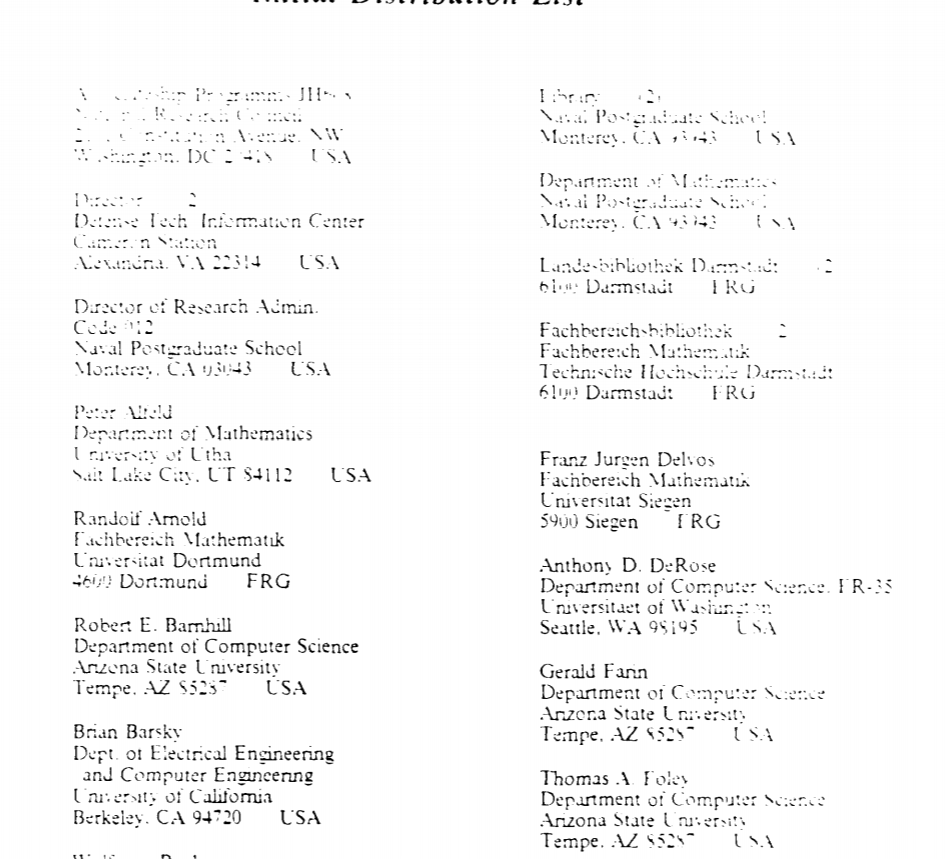 Initial Distribution List
Programms
Research Council
Constitution Avenue, NW
Washington, DC 20418 USA
Director 2
Defense Tech. Information Center
Cameron Station
Alexandria, VA 22314 USA
Director of Research Admin.
Code 012
Naval Postgraduate School
Monterey, CA 93943 USA
Peter Alfeld
Department of Mathematics
University of Utha
Salt Lake City, UT 84112 USA
Randolf Arnold
Fachbereich Mathematik
Universitat Dortmund
4600 Dortmund FRG
Robert E. Barnhill
Department of Computer Science
Arizona State University
Tempe, AZ 85287 USA
Brian Barsky
Dept. of Electrical Engineering
and Computer Engineering
University of California
Berkeley, CA 94720 USA
Library (2)
Naval Postgraduate School
Monterey, CA 93943 USA
Department of Mathematics
Naval Postgraduate School
Monterey, CA 93943 USA
Landesbibliothek Darmstadt 2
6100 Darmstadt FRG
Fachbereichsbibliothek 2
Fachbereich Mathematik
Technische Hochschule Darmstadt
6100 Darmstadt FRG
Franz Jurgen Delvos
Fachbereich Mathematik
Universitat Siegen
5900 Siegen FRG
Anthony D. DeRose
Department of Computer Science, FR-35
Universitaet of Washington
Seattle, WA 98195 USA
Gerald Farin
Department of Computer Science
Arizona State University
Tempe, AZ 85287 USA
Thomas A. Foley
Department of Computer Science
Arizona State University
Tempe, AZ 85287 USA